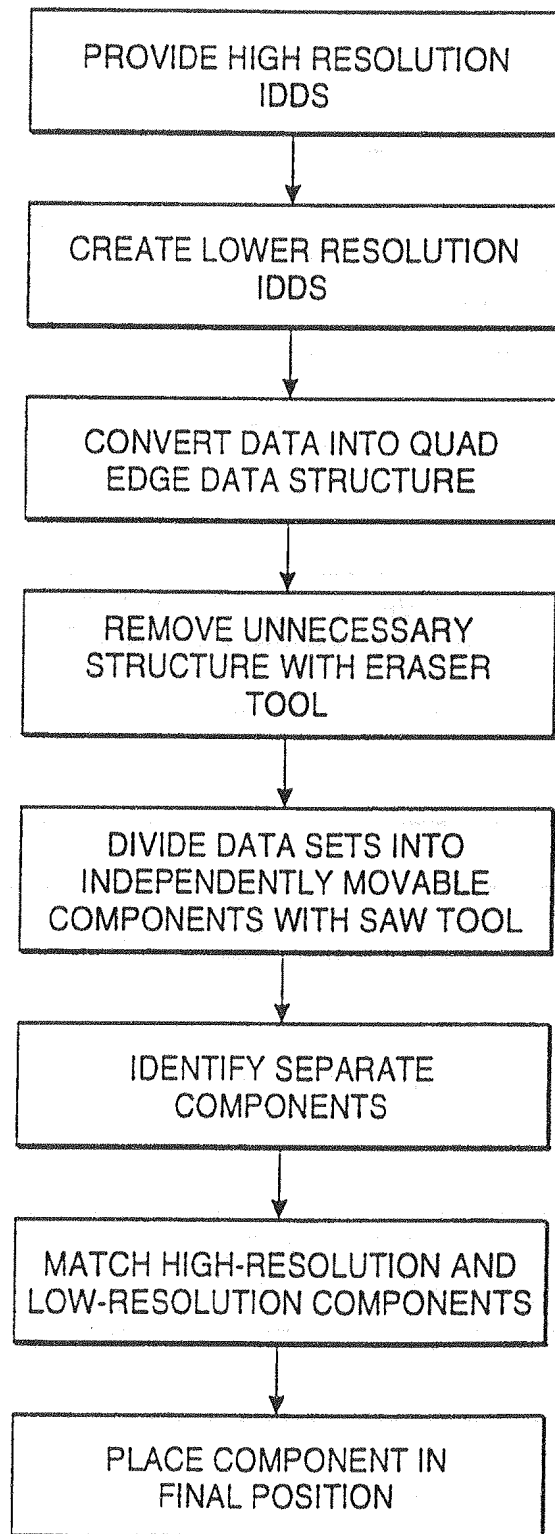 PROVIDE HIGH RESOLUTION
IDDS
CREATE LOWER RESOLUTION
IDDS
CONVERT DATA INTO QUAD
EDGE DATA STRUCTURE
REMOVE UNNECESSARY
STRUCTURE WITH ERASER
TOOL
DIVIDE DATA SETS INTO
INDEPENDENTLY MOVABLE
COMPONENTS WITH SAW TOOL
IDENTIFY SEPARATE
COMPONENTS
MATCH HIGH-RESOLUTION AND
LOW-RESOLUTION COMPONENTS
PLACE COMPONENT IN
FINAL POSITION